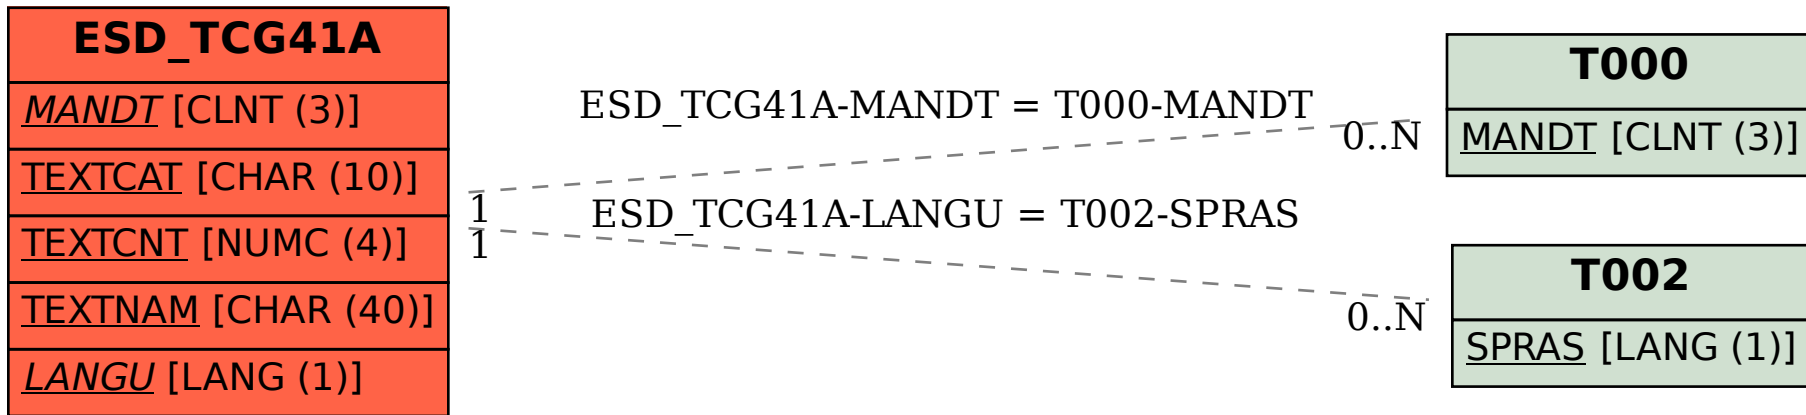 ESD_TCG41A
MANDT [CLNT (3)]
TEXTCAT [CHAR (10)]
TEXTCNT [NUMC (4)]
TEXTNAM [CHAR (40)]
LANGU [LANG (1)]
ESD_TCG41A-MANDT = T000-MANDT
0..N
1
ESD_TCG41A-LANGU = T002-SPRAS
1
0..N
T000
MANDT [CLNT (3)]
T002
SPRAS [LANG (1)]